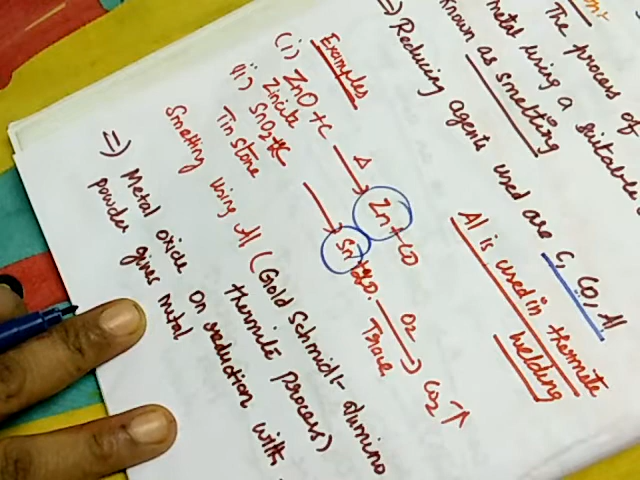 The process of
metal using a suitable
known as smelting
⇒ Reducing agents used are C, CO, Al
Al is used in thermite
welding
Examples
(i) ZnO + C —Δ→ Zn + CO
Zincite
(ii) SnO2 + C → Sn + CO. —O2→ CO2↑
Tin stone
Smelting using Al (Gold Schmidt - alumino
thermite process)
⇒ Metal oxide on reduction with
powder gives metal